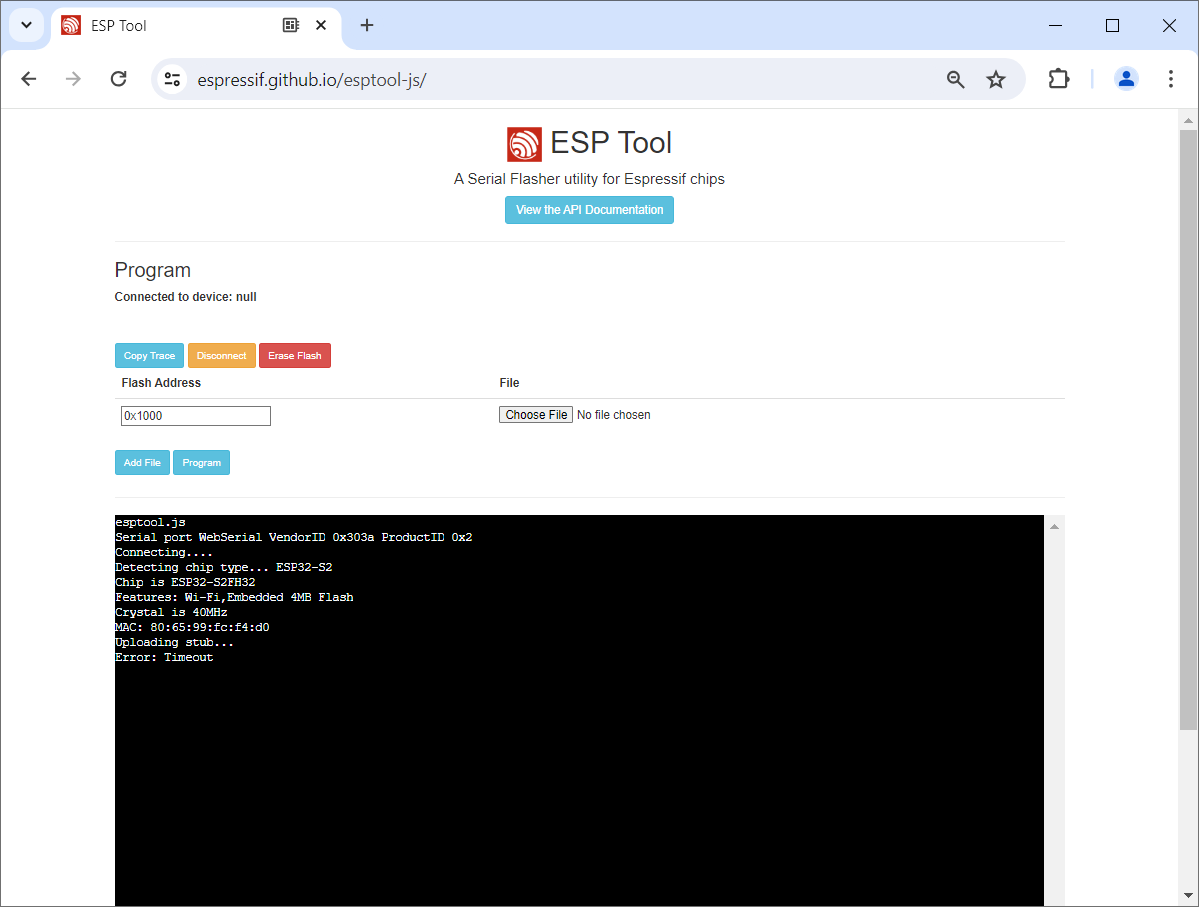 ESP Tool
espressif.github.io/esptool-js/
ESP Tool
A Serial Flasher utility for Espressif chips
View the API Documentation
Program
Connected to device: null
Copy Trace Disconnect Erase Flash
Flash Address File
0x1000 Choose File No file chosen
Add File Program
esptool.js
Serial port WebSerial VendorID 0x303a ProductID 0x2
Connecting....
Detecting chip type... ESP32-S2
Chip is ESP32-S2FH32
Features: Wi-Fi,Embedded 4MB Flash
Crystal is 40MHz
MAC: 80:65:99:fc:f4:d0
Uploading stub...
Error: Timeout